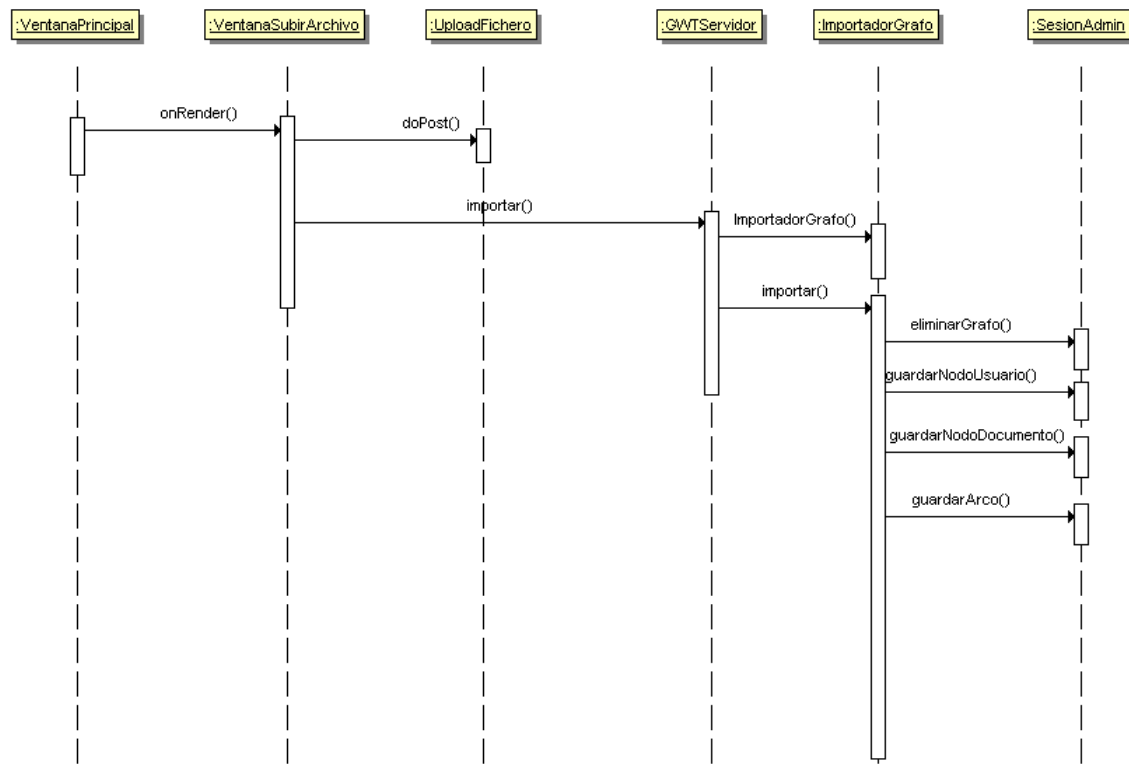 :VentanaPrincipal
:VentanaSubirArchivo
:UploadFichero
:GWTServidor
:ImportadorGrafo
:SesionAdmin
onRender()
doPost()
importar()
ImportadorGrafo()
importar()
eliminarGrafo()
guardarNodoUsuario()
guardarNodoDocumento()
guardarArco()